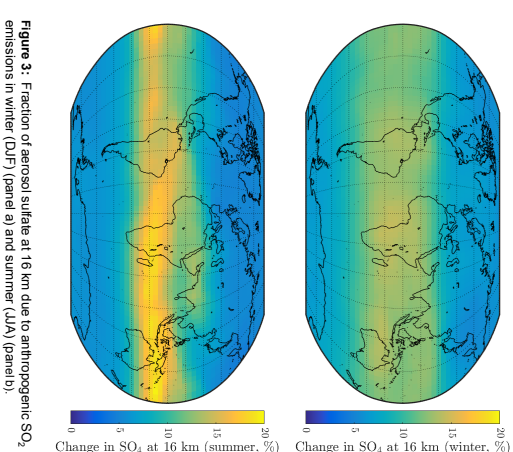 Figure 3: Fraction of aerosol sulfate at 16 km due to anthropogenic SO₂
emissions in winter (DJF) (panel a) and summer (JJA) (panel b).
0
5
10
15
20
Change in SO₄ at 16 km (summer, %)
0
5
10
15
20
Change in SO₄ at 16 km (winter, %)